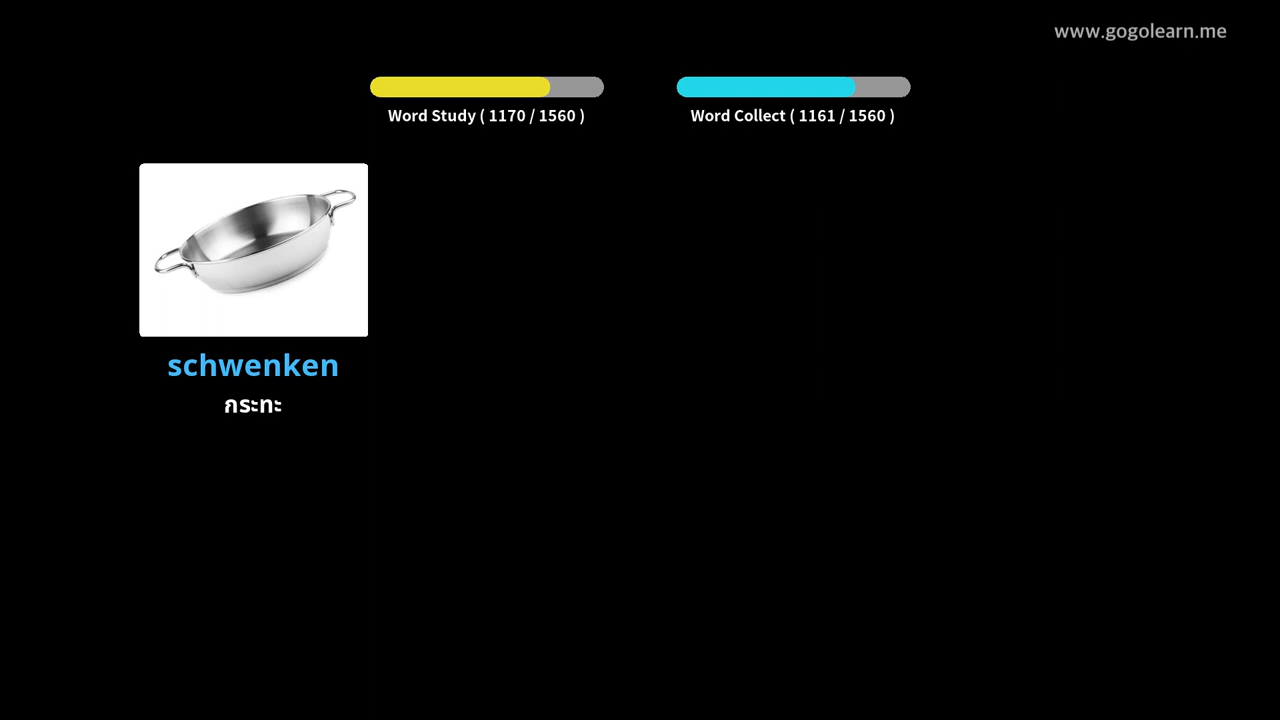 www.gogolearn.me
Word Study ( 1170 / 1560 )
Word Collect ( 1161 / 1560 )
schwenken
กระทะ